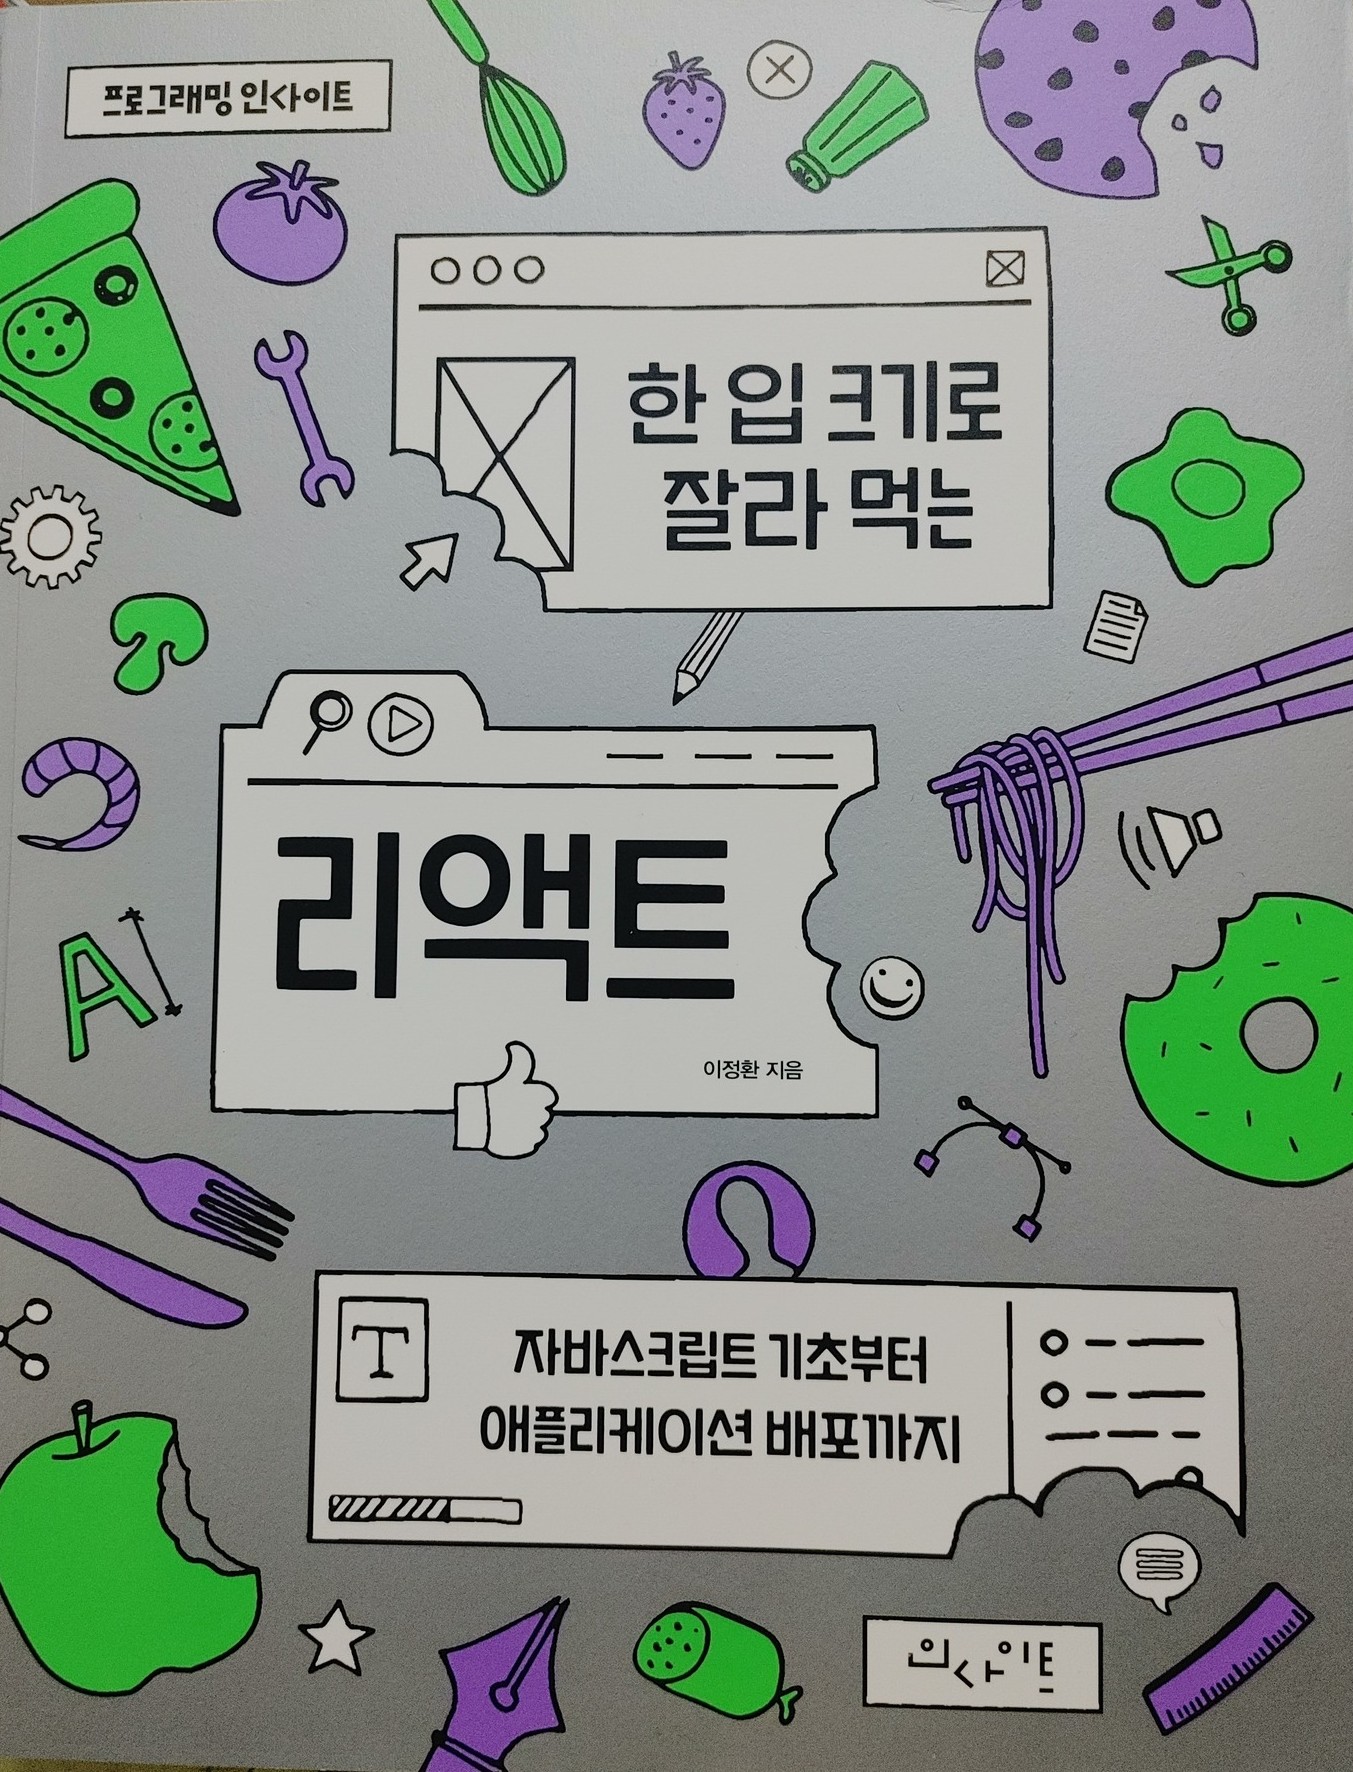 프로그래밍 인사이트
한 입 크기로
잘라 먹는
리액트
이정환 지음
A
T
자바스크립트 기초부터
애플리케이션 배포까지
인사이트